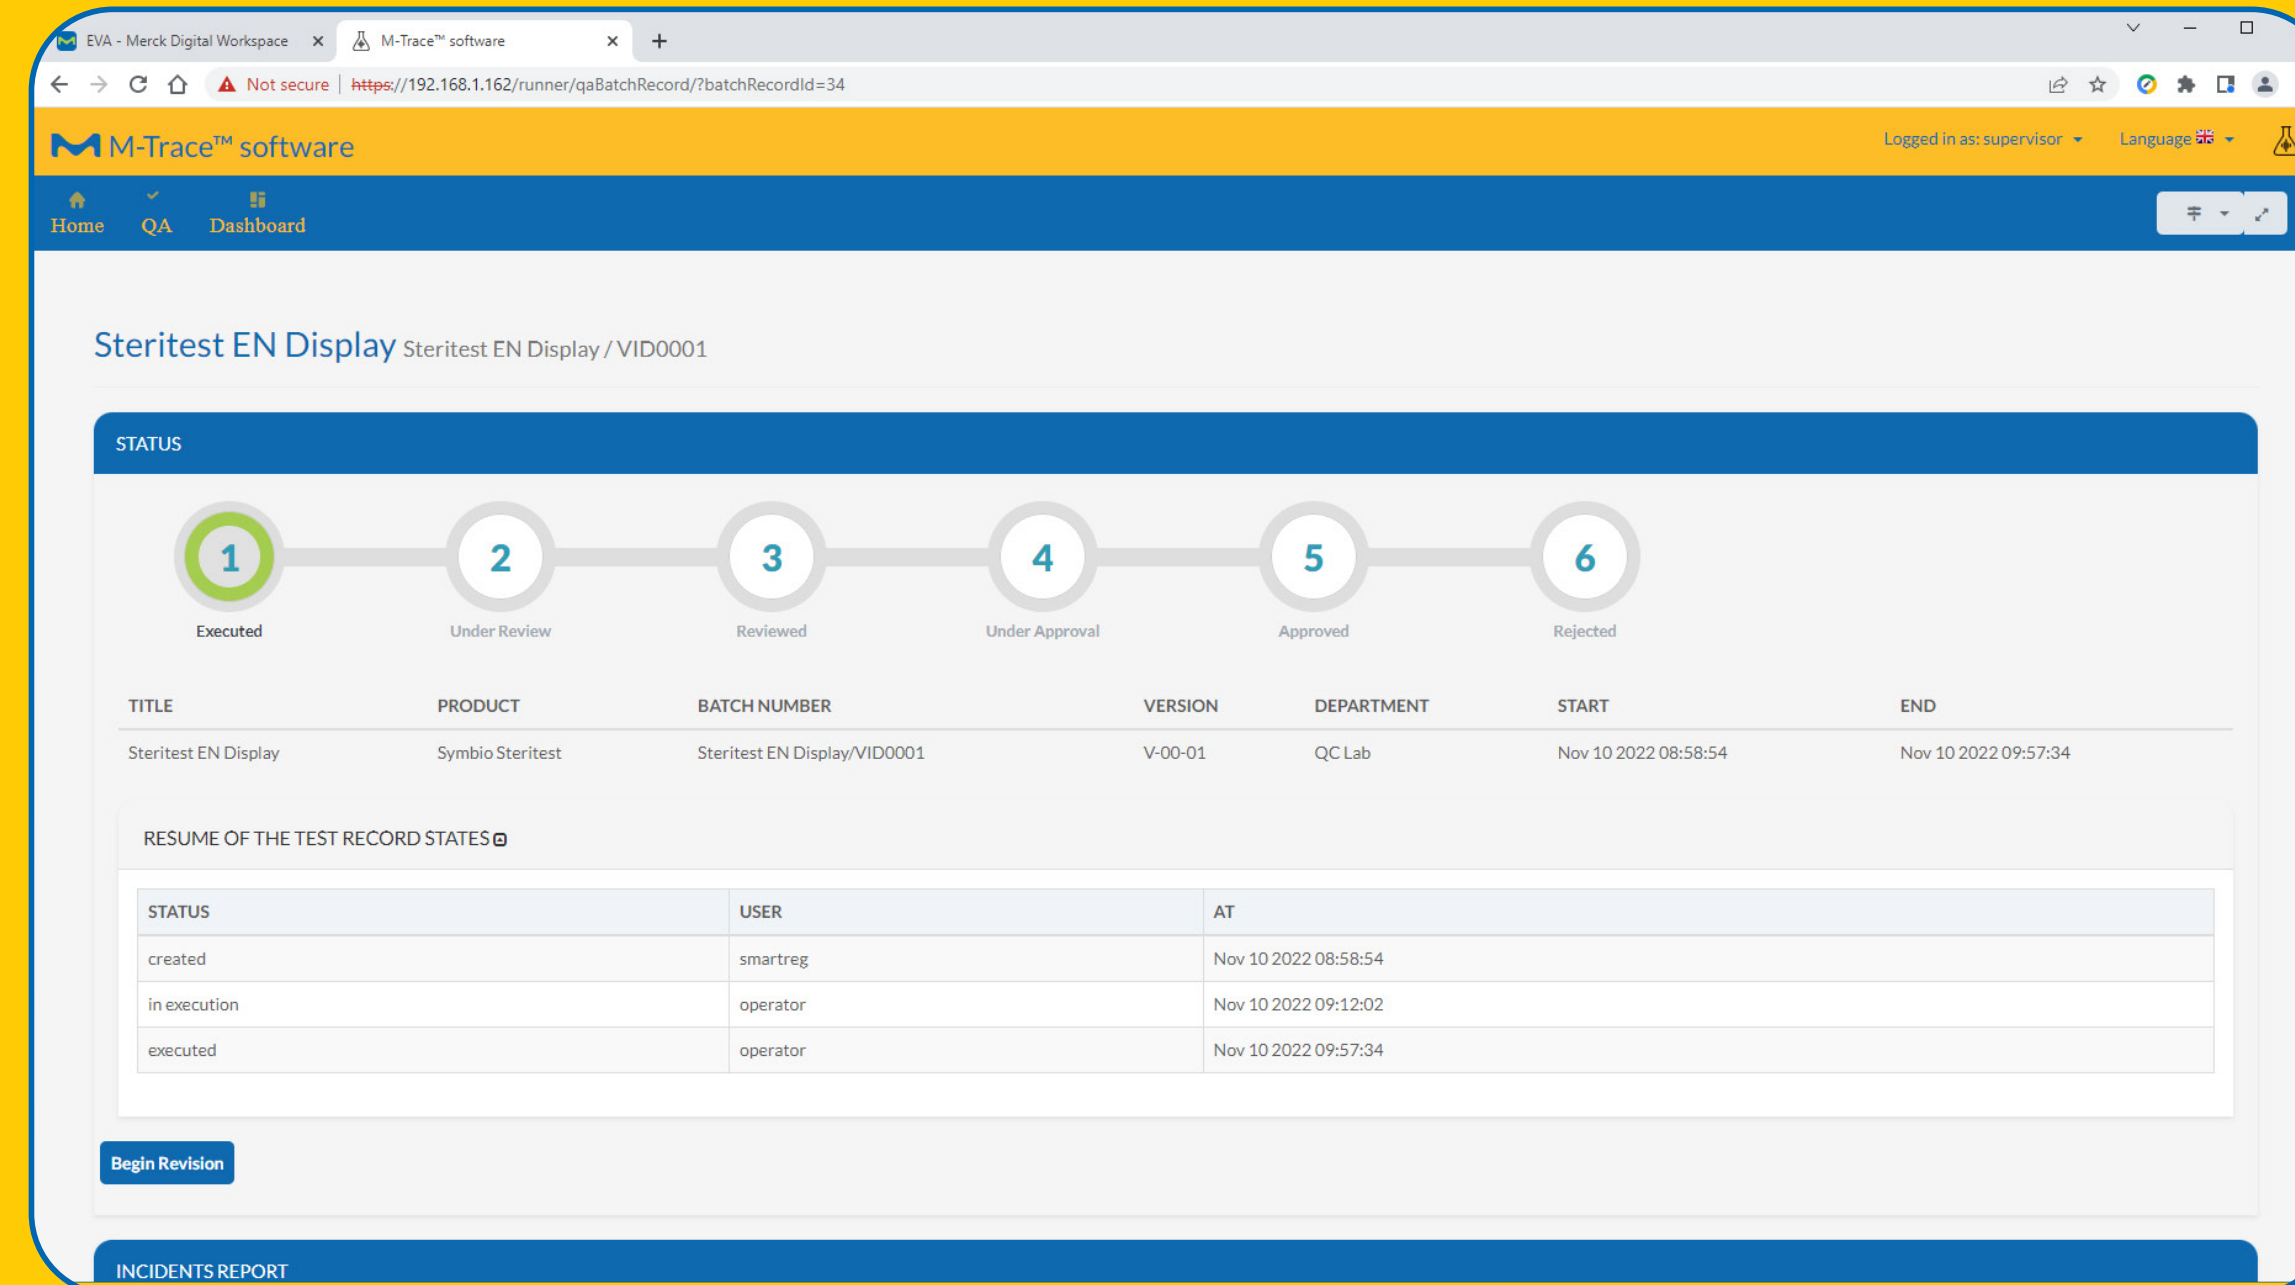 EVA - Merck Digital Workspace
M-Trace™ software
Not secure | https://192.168.1.162/runner/qaBatchRecord/?batchRecordId=34
M-Trace™ software
Logged in as: supervisor
Language
Home QA Dashboard
Steritest EN Display Steritest EN Display / VID0001
STATUS
1 2 3 4 5 6
Executed Under Review Reviewed Under Approval Approved Rejected
TITLE PRODUCT BATCH NUMBER VERSION DEPARTMENT START END
Steritest EN Display Symbio Steritest Steritest EN Display/VID0001 V-00-01 QC Lab Nov 10 2022 08:58:54 Nov 10 2022 09:57:34
RESUME OF THE TEST RECORD STATES
STATUS USER AT
created smartreg Nov 10 2022 08:58:54
in execution operator Nov 10 2022 09:12:02
executed operator Nov 10 2022 09:57:34
Begin Revision
INCIDENTS REPORT